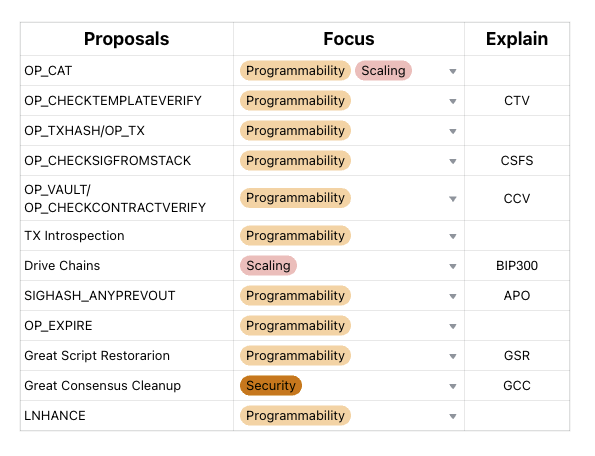 Proposals Focus Explain
OP_CAT Programmability Scaling
OP_CHECKTEMPLATEVERIFY Programmability CTV
OP_TXHASH/OP_TX Programmability
OP_CHECKSIGFROMSTACK Programmability CSFS
OP_VAULT/
OP_CHECKCONTRACTVERIFY Programmability CCV
TX Introspection Programmability
Drive Chains Scaling BIP300
SIGHASH_ANYPREVOUT Programmability APO
OP_EXPIRE Programmability
Great Script Restorarion Programmability GSR
Great Consensus Cleanup Security GCC
LNHANCE Programmability